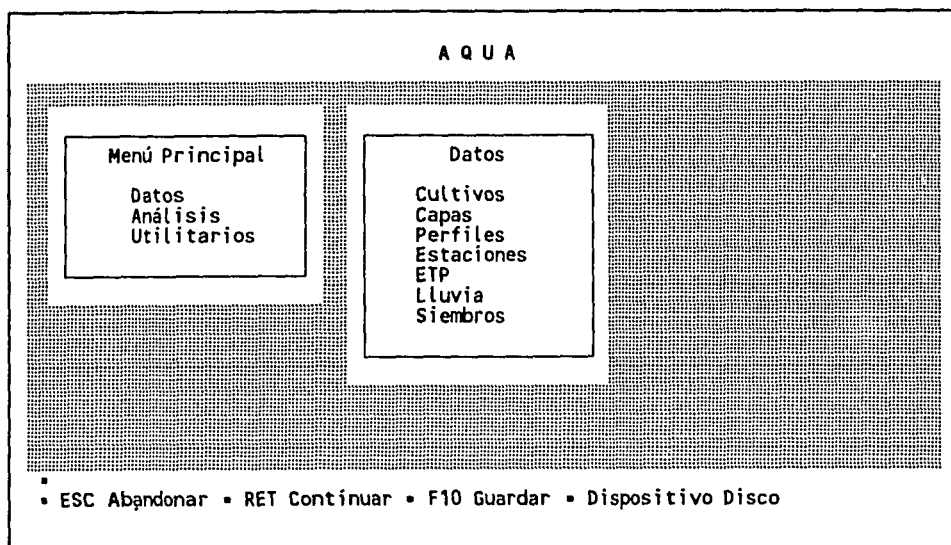 A Q U A
Menú Principal
Datos
Análisis
Utilitarios
Datos
Cultivos
Capas
Perfiles
Estaciones
ETP
Lluvia
Siembros
▪ ESC Abandonar ▪ RET Continuar ▪ F10 Guardar ▪ Dispositivo Disco